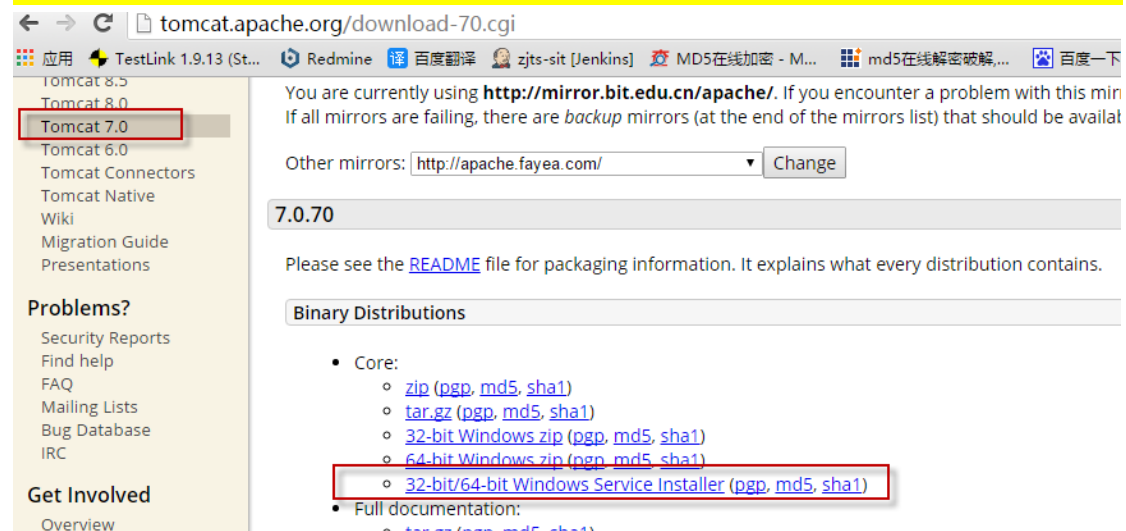 tomcat.apache.org/download-70.cgi
应用 TestLink 1.9.13 (St... Redmine 译 百度翻译 zjts-sit [Jenkins] MD5在线加密 - M... md5在线解密破解,... 百度一下
Tomcat 8.5
Tomcat 8.0
Tomcat 7.0
Tomcat 6.0
Tomcat Connectors
Tomcat Native
Wiki
Migration Guide
Presentations
Problems?
Security Reports
Find help
FAQ
Mailing Lists
Bug Database
IRC
Get Involved
Overview
You are currently using http://mirror.bit.edu.cn/apache/. If you encounter a problem with this mirr
If all mirrors are failing, there are backup mirrors (at the end of the mirrors list) that should be availab
Other mirrors: http://apache.fayea.com/ Change
7.0.70
Please see the README file for packaging information. It explains what every distribution contains.
Binary Distributions
Core:
zip (pgp, md5, sha1)
tar.gz (pgp, md5, sha1)
32-bit Windows zip (pgp, md5, sha1)
64-bit Windows zip (pgp, md5, sha1)
32-bit/64-bit Windows Service Installer (pgp, md5, sha1)
Full documentation:
tar.gz (pgp, md5, sha1)